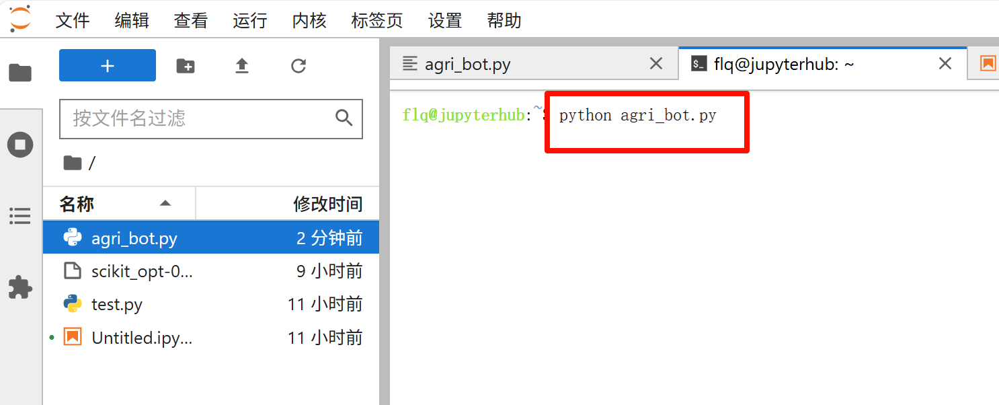 文件 编辑 查看 运行 内核 标签页 设置 帮助
+
agri_bot.py
flq@jupyterhub: ~
按文件名过滤
/
名称 修改时间
agri_bot.py 2 分钟前
scikit_opt-0... 9 小时前
test.py 11 小时前
Untitled.ipy... 11 小时前
flq@jupyterhub:~$ python agri_bot.py